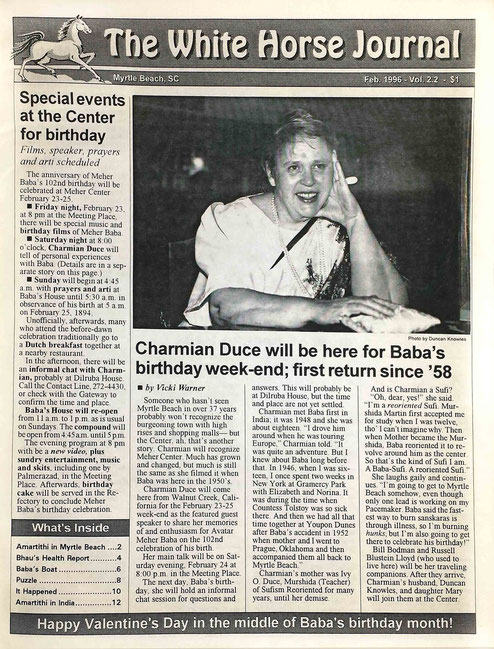 The White Horse Journal
Myrtle Beach, SC
Feb. 1996 - Vol. 2.2 - $1
Special events
at the Center
for birthday
Films, speaker, prayers
and arti scheduled
The anniversary of Meher
Baba's 102nd birthday will be
celebrated at Meher Center
February 23-25.
■ Friday night, February 23,
at 8 pm at the Meeting Place,
there will be special music and
birthday films of Meher Baba.
■ Saturday night at 8:00
o'clock, Charmian Duce will
tell of personal experiences
with Baba. (Details are in a sep-
arate story on this page.)
■ Sunday will begin at 4:45
a.m. with prayers and arti at
Baba's House until 5:30 a.m. in
observance of his birth at 5 a.m.
on February 25, 1894.
Unofficially, afterwards, many
who attend the before-dawn
celebration traditionally go to
a Dutch breakfast together at
a nearby restaurant.
In the afternoon, there will be
an informal chat with Charm-
ian, probably at Dilruba House.
Call the Contact Line, 272-4430,
or check with the Gateway to
confirm the time and place.
Baba's House will re-open
from 11 a.m. to 1 p.m. as is usual
on Sundays. The compound will
be open from 4:45 a.m. until 5 p.m.
The evening program at 8 pm
will be a new video, plus
sundry entertainment, music
and skits, including one by
Palmerazad, in the Meeting
Place. Afterwards, birthday
cake will be served in the Re-
fectory to conclude Meher
Baba's birthday celebration.
What's Inside
Amartithi in Myrtle Beach ....2
Bhau's Health Report
4
Baba's Boat
6
Puzzle
8
It Happened
10
Amartithi in India
12
Photo by Duncan Knowles
Charmian Duce will be here for Baba's
birthday week-end; first return since '58
■ by Vicki Warner
Someone who hasn't seen
Myrtle Beach in over 37 years
probably won't recognize the
burgeoning town with high
rises and shopping malls— but
the Center, ah, that's another
story. Charmian will recognize
Meher Center. Much has grown
and changed, but much is still
the same as she filmed it when
Baba was here in the 1950's.
Charmian Duce will come
here from Walnut Creek, Cali-
fornia for the February 23-25
week-end as the featured guest
speaker to share her memories
of and enthusiasm for Avatar
Meher Baba on the 102nd
celebration of his birth.
Her main talk will be on Sat-
urday evening, February 24 at
8:00 p.m. in the Meeting Place.
The next day, Baba's birth-
day, she will hold an informal
chat session for questions and
answers. This will probably be
at Dilruba House, but the time
and place are not settled.
Charmian met Baba first in
India; it was 1948 and she was
about eighteen. "I drove him
around when he was touring
Europe," Charmian told. "It
was quite an adventure. But I
knew about Baba long before
that. In 1946, when I was six-
teen, I once spent two weeks in
New York at Gramercy Park
with Elizabeth and Norina. It
was during the time when
Countess Tolstoy was so sick
there. And then we had all that
time together at Youpon Dunes
after Baba's accident in 1952
when mother and I went to
Prague, Oklahoma and then
accompanied them all back to
Myrtle Beach."
Charmian's mother was Ivy
O. Duce, Murshida (Teacher)
of Sufism Reoriented for many
years, until her demise.
And is Charmian a Sufi?
"Oh, dear, yes!" she said.
"I'm a reoriented Sufi. Mur-
shida Martin first accepted me
for study when I was twelve,
tho' I can't imagine why! Then
when Mother became the Mur-
shida, Baba reoriented it to re-
volve around him as the center
So that's the kind of Sufi I am.
A Baba-Sufi. A reoriented Sufi."
She laughs gaily and contin-
ues. "I'm going to get to Myrtle
Beach somehow, even though
only one lead is working on my
Pacemaker. Baba said the fast-
est way to burn sanskaras is
through illness, so I'm burning
hunks, but I'm also going to get
there to celebrate his birthday!"
Bill Bodman and Russell
Blustein Lloyd (who used to
live here) will be her traveling
companions. After they arrive,
Charmian's husband, Duncan
Knowles, and daughter Mary
will join them at the Center.
Happy Valentine's Day in the middle of Baba's birthday month!